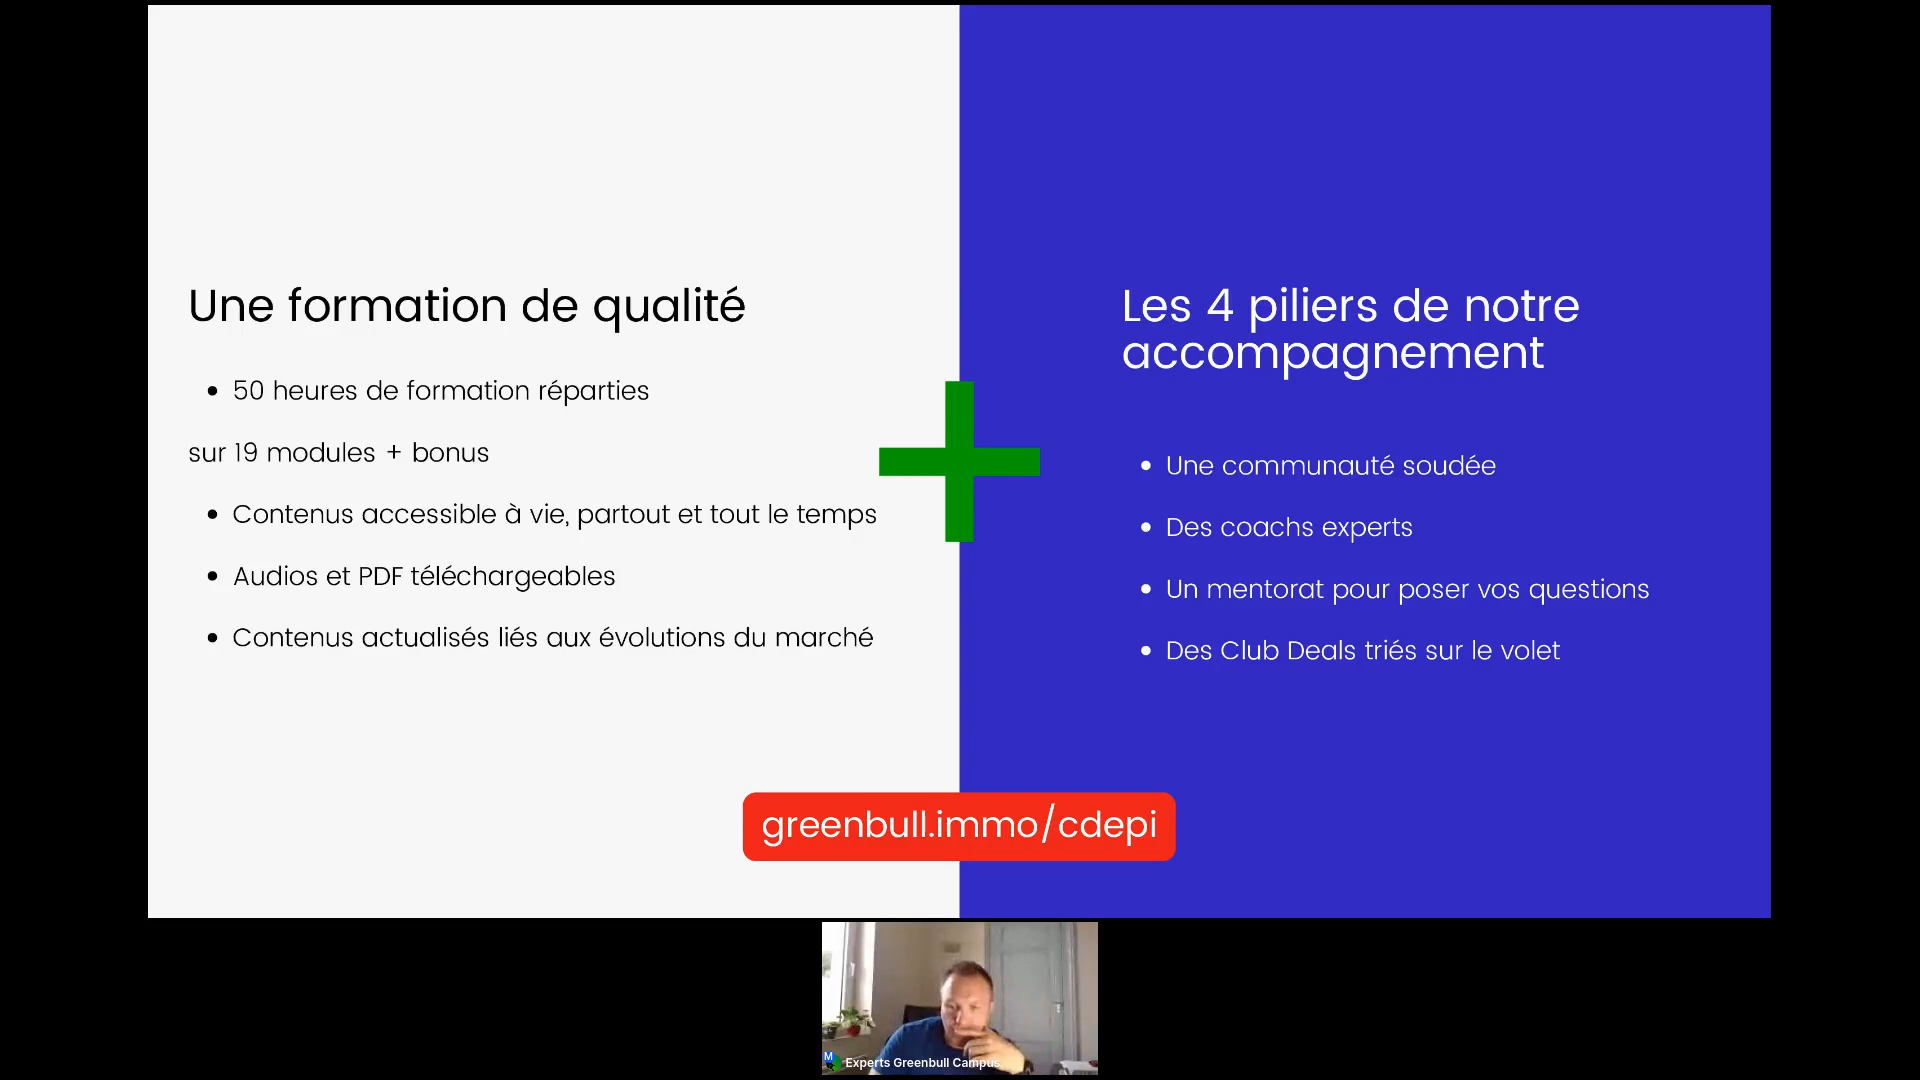 Une formation de qualité
50 heures de formation réparties
sur 19 modules + bonus
Contenus accessible à vie, partout et tout le temps
Audios et PDF téléchargeables
Contenus actualisés liés aux évolutions du marché
Les 4 piliers de notre
accompagnement
Une communauté soudée
Des coachs experts
Un mentorat pour poser vos questions
Des Club Deals triés sur le volet
greenbull.immo/cdepi
M
Experts Greenbull Campus